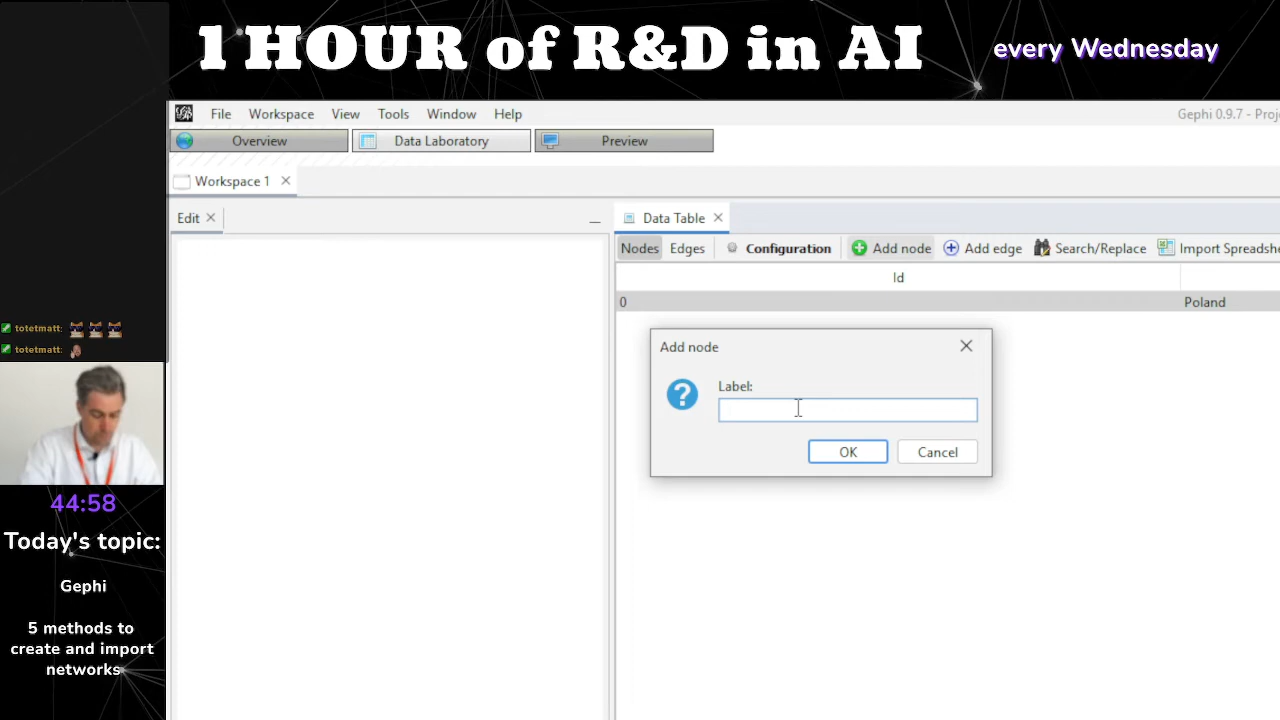 1 HOUR of R&D in AI
every Wednesday
File Workspace View Tools Window Help
Gephi 0.9.7 -
Overview
Data Laboratory
Preview
Workspace 1
Edit
Data Table
Nodes Edges Configuration Add node Add edge Search/Replace Import
Id
0 Poland
Add node
Label:
OK Cancel
totetmatt:
totetmatt:
44:58
Today's topic:
Gephi
5 methods to
create and import
networks